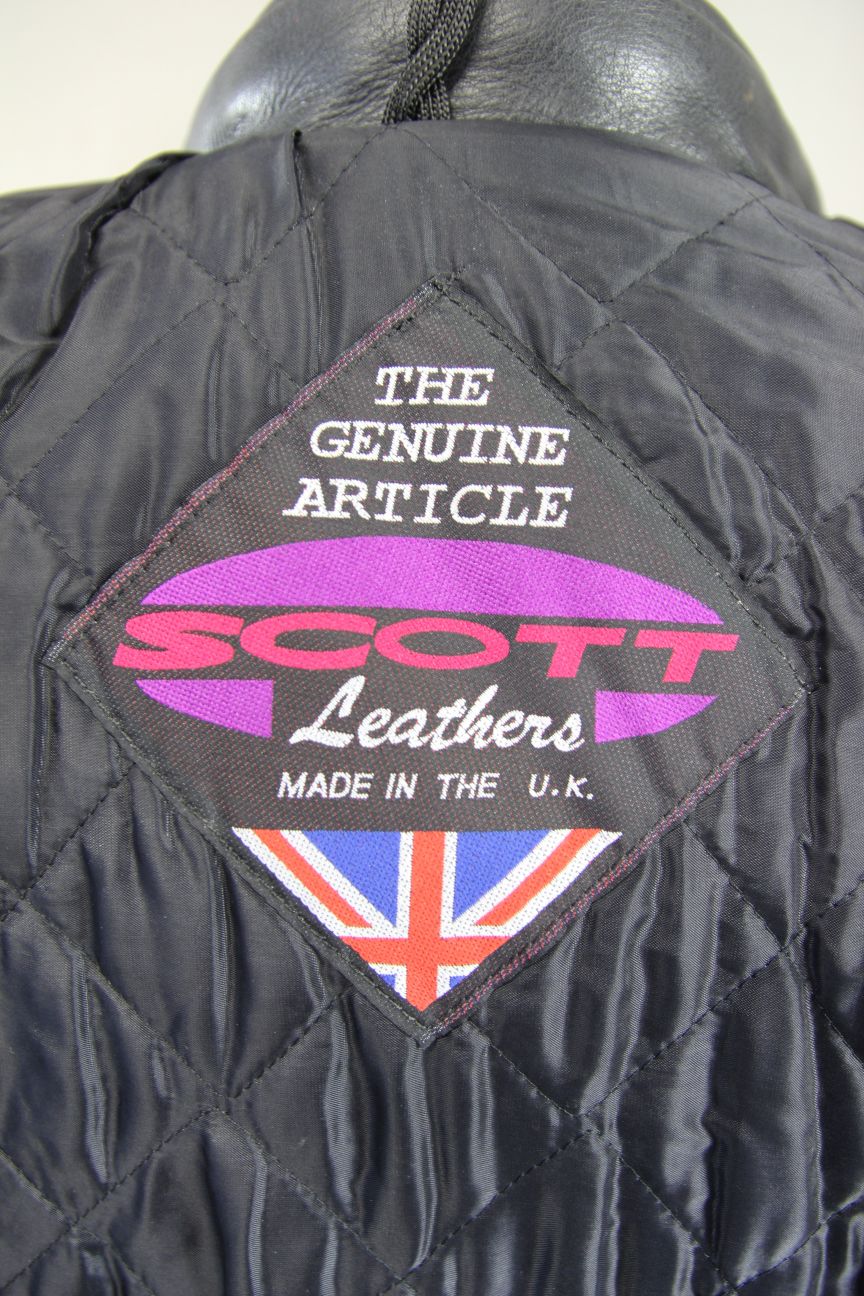 THE
GENUINE
ARTICLE
SCOTT
Leathers
MADE IN THE U.K.